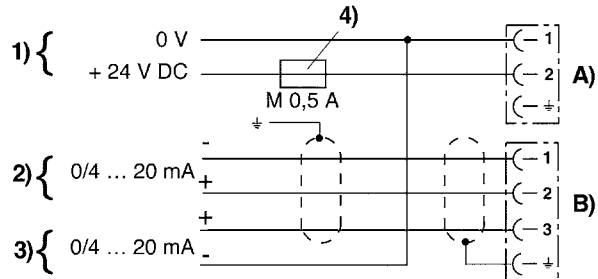 4)
0 V
1
1) {
+ 24 V DC
2
A)
M 0,5 A
-
1
2) {
0/4 ... 20 mA
+
2
B)
+
3
3) {
0/4 ... 20 mA
-